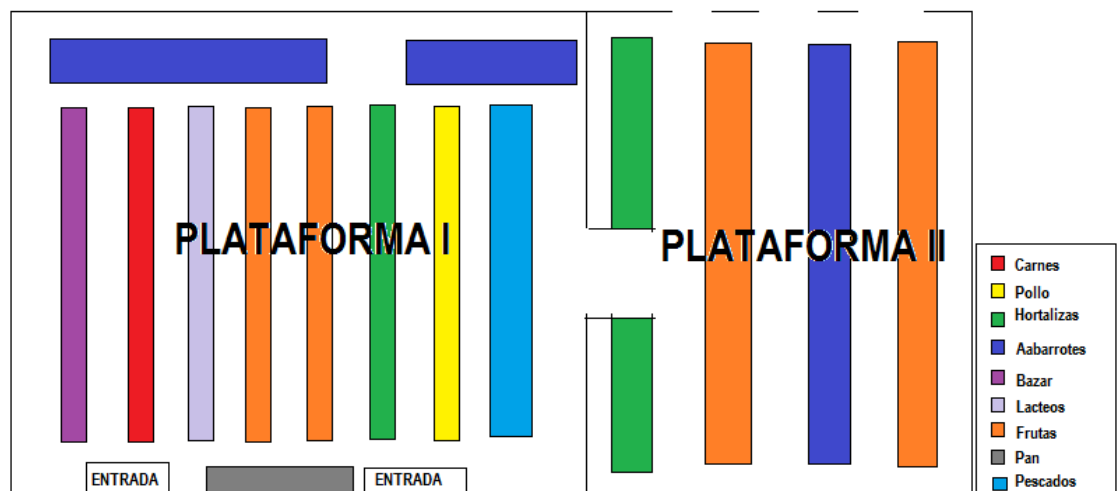 PLATAFORMA I
PLATAFORMA II
ENTRADA
ENTRADA
Carnes
Pollo
Hortalizas
Aabarrotes
Bazar
Lacteos
Frutas
Pan
Pescados